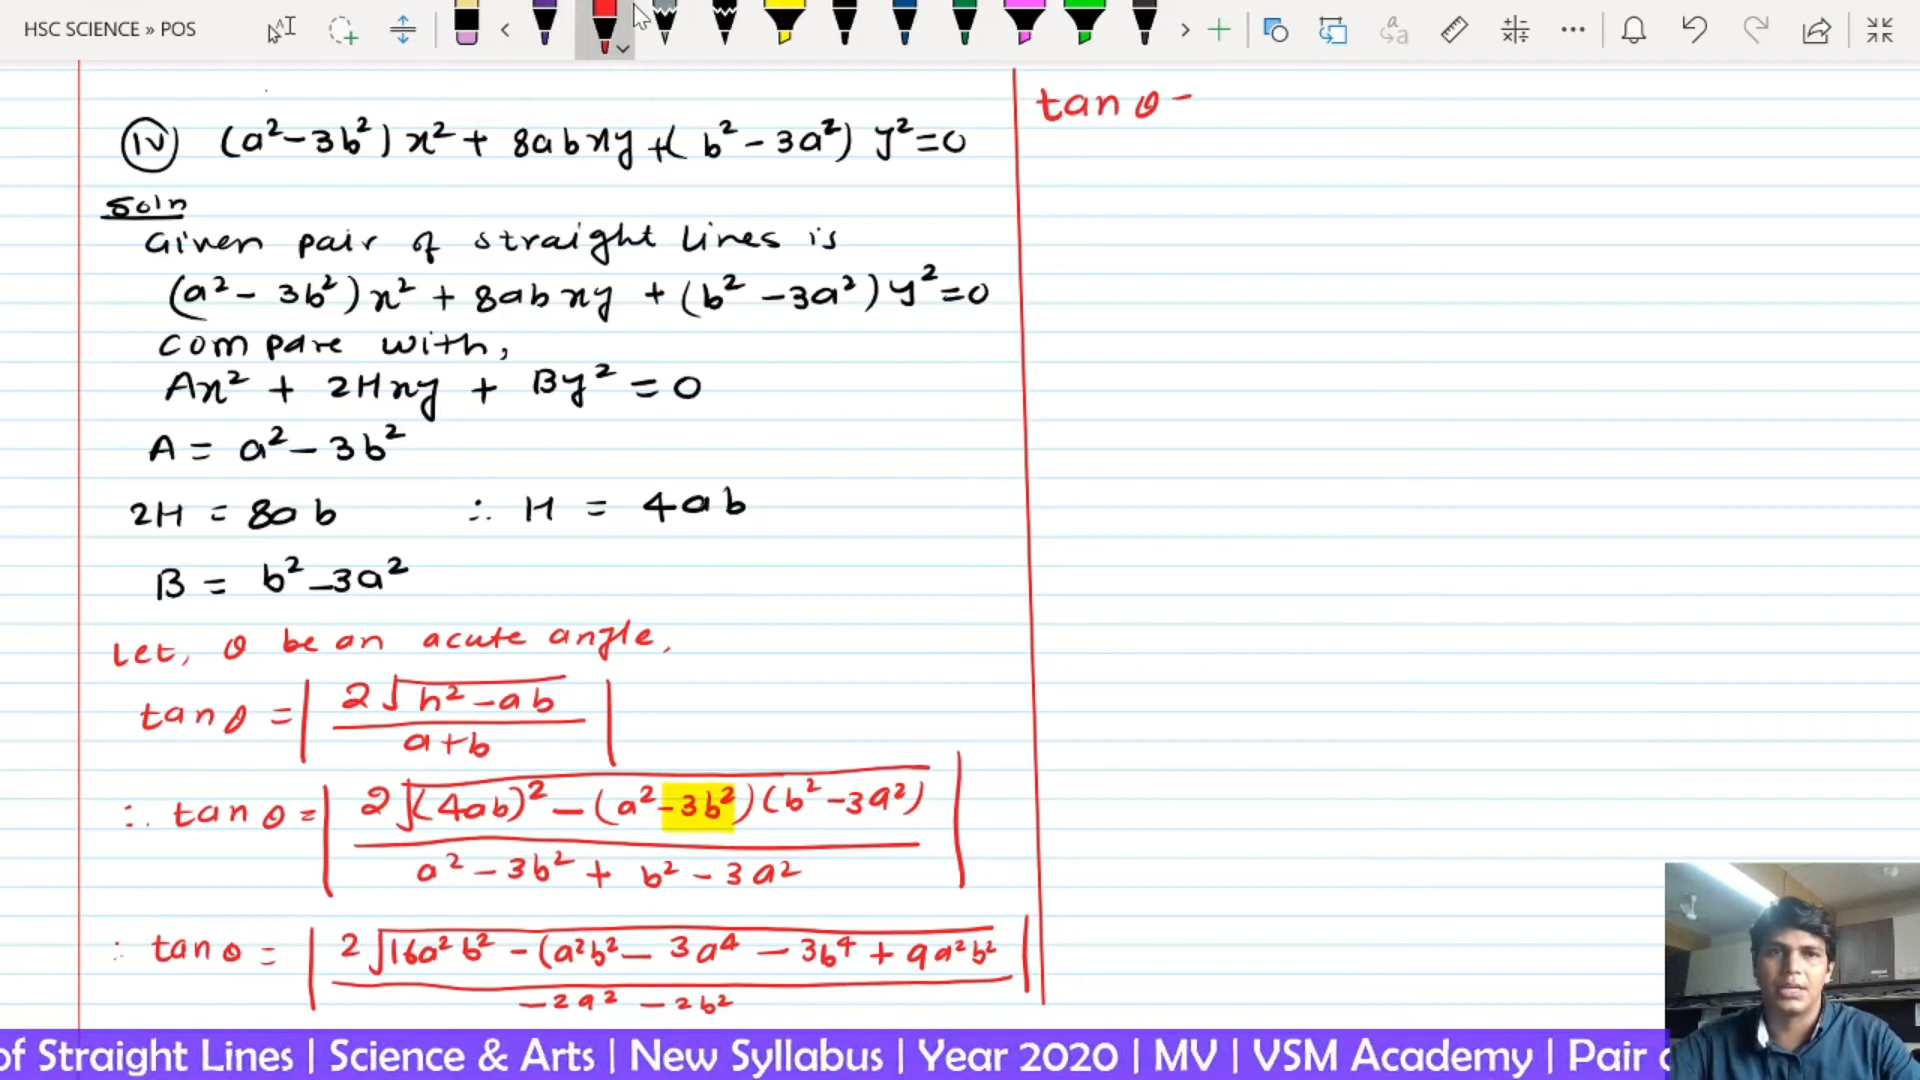 HSC SCIENCE » POS
(IV) (a²-3b²) x² + 8abxy + (b²-3a²) y² = 0
Soln
Given pair of straight lines is
(a² - 3b²) x² + 8abxy + (b² - 3a²) y² = 0
compare with,
Ax² + 2Hxy + By² = 0
A = a² - 3b²
2H = 8ab ∴ H = 4ab
B = b² - 3a²
Let, θ be an acute angle,
tan θ = | 2√(h² - ab) / a+b |
∴ tan θ = | 2√((4ab)² - (a² - 3b²)(b² - 3a²)) / a² - 3b² + b² - 3a² |
∴ tan θ = | 2√(16a²b² - (a²b² - 3a⁴ - 3b⁴ + 9a²b² / -2a² - 2b² |
tan θ -
of Straight Lines | Science & Arts | New Syllabus | Year 2020 | MV | VSM Academy | Pair